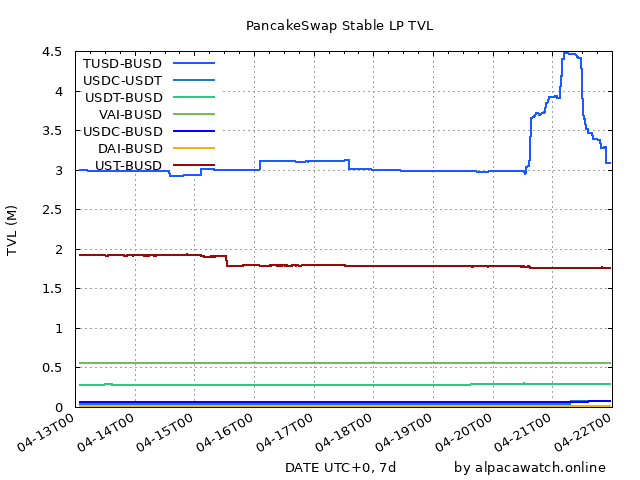 PancakeSwap Stable LP TVL
4.5
4
3.5
3
2.5
2
1.5
1
0.5
0
TVL (M)
TUSD-BUSD
USDC-USDT
USDT-BUSD
VAI-BUSD
USDC-BUSD
DAI-BUSD
UST-BUSD
04-13T00
04-14T00
04-15T00
04-16T00
04-17T00
04-18T00
04-19T00
04-20T00
04-21T00
04-22T00
DATE UTC+0, 7d
by alpacawatch.online